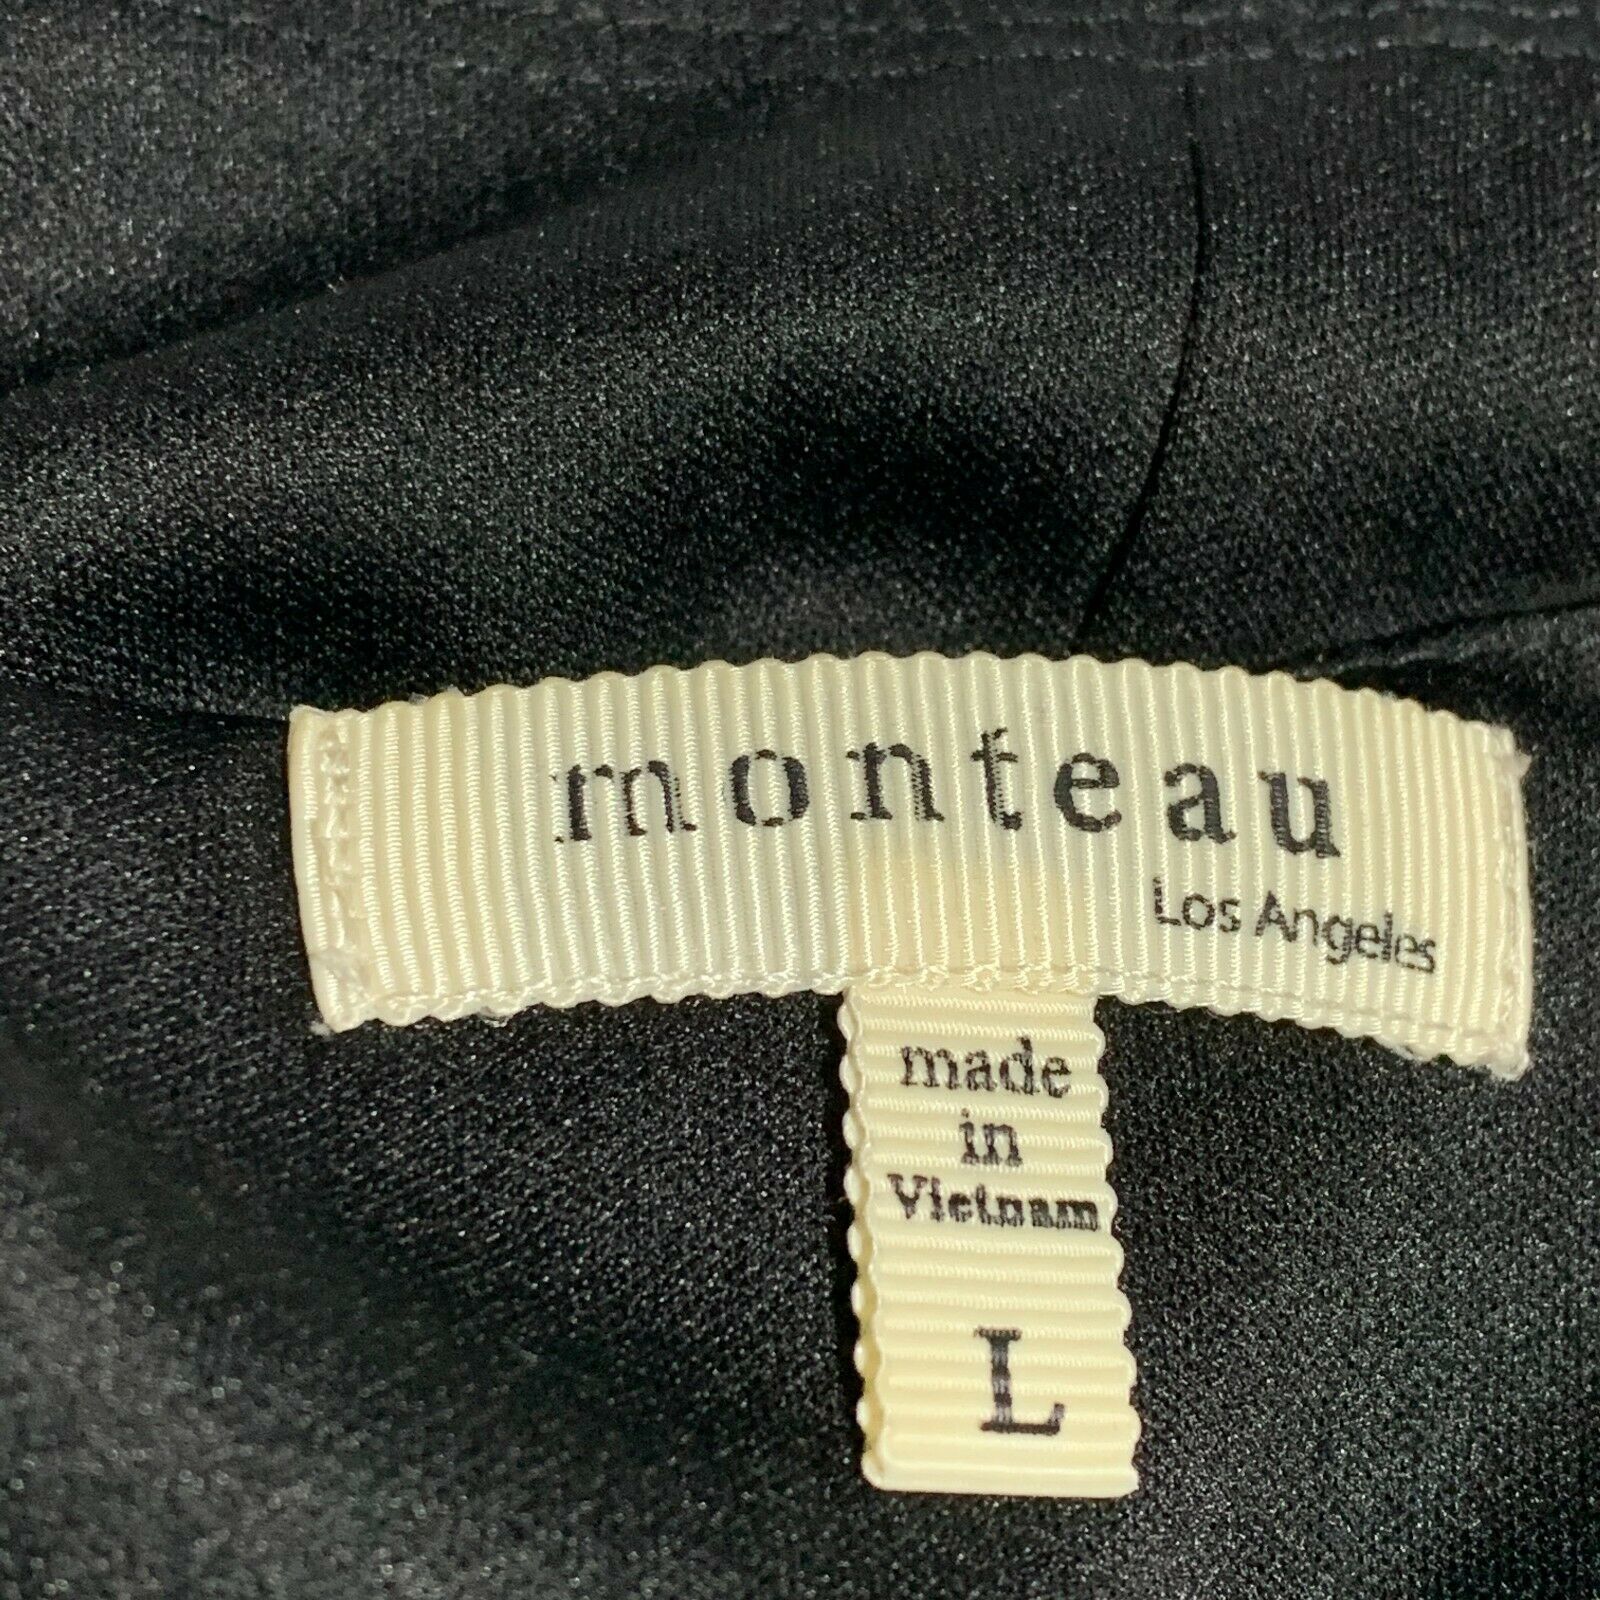 monteau
Los Angeles
made
in
Vietnam
L